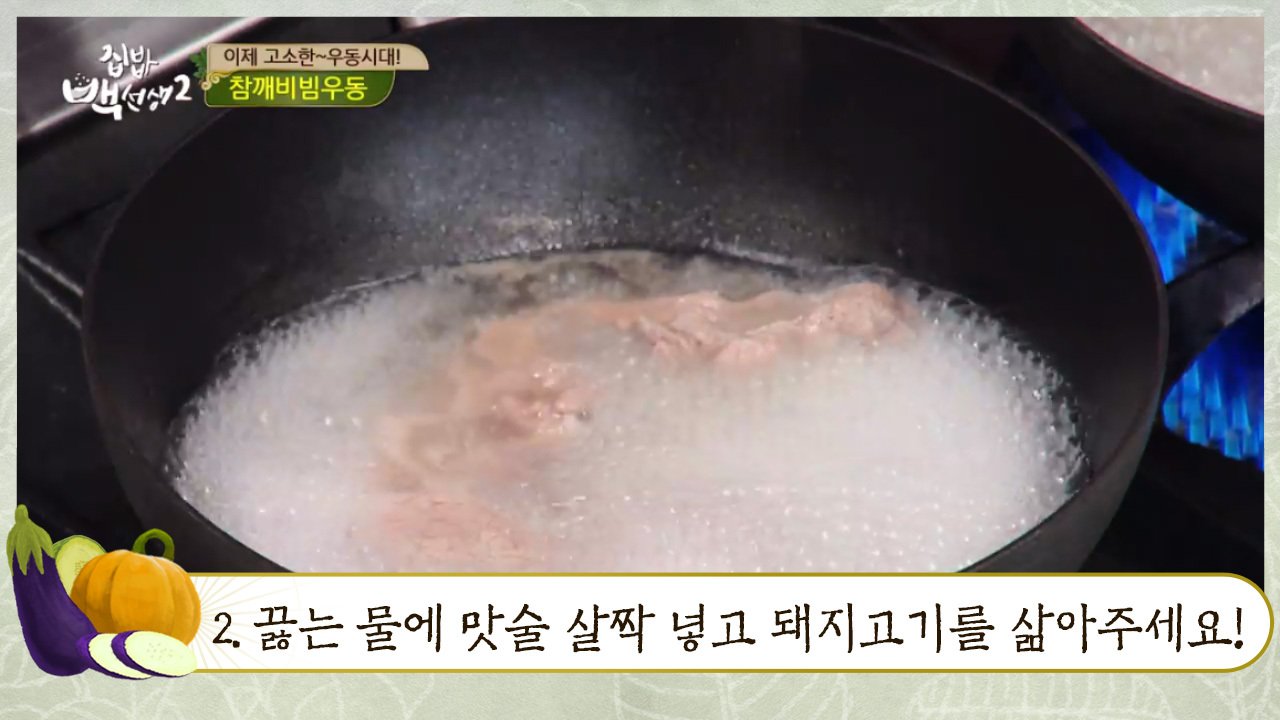 집밥
백선생2
이제 고소한~우동시대!
참깨비빔우동
2. 끓는 물에 맛술 살짝 넣고 돼지고기를 삶아주세요!